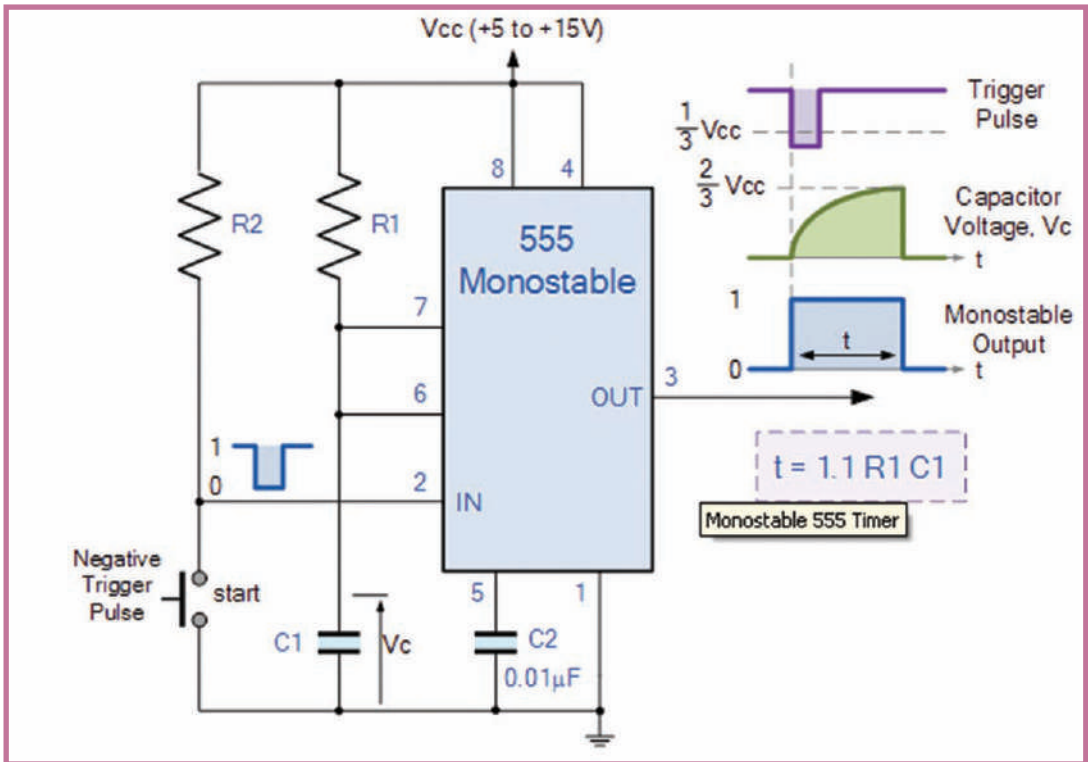 Vcc (+5 to +15V)
Trigger
Pulse
1/3 Vcc
2/3 Vcc
Capacitor
Voltage, Vc
t
8
4
R2
R1
555
Monostable
7
1
Monostable
Output
t
0
t
6
OUT
3
1
0
2
IN
t = 1.1 R1 C1
Monostable 555 Timer
Negative
Trigger
Pulse
start
5
1
C1
Vc
C2
0.01µF